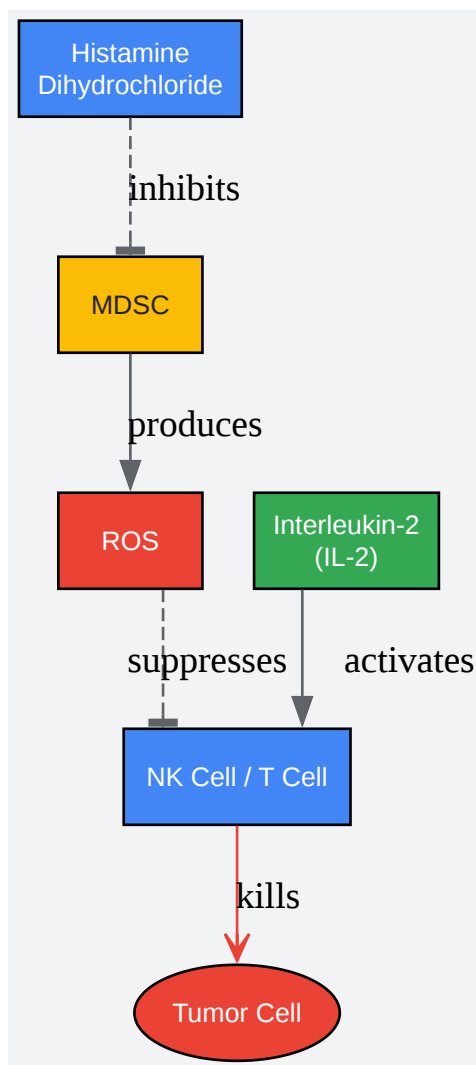 Histamine
Dihydrochloride
inhibits
MDSC
produces
ROS
Interleukin-2
(IL-2)
suppresses
activates
NK Cell / T Cell
kills
Tumor Cell